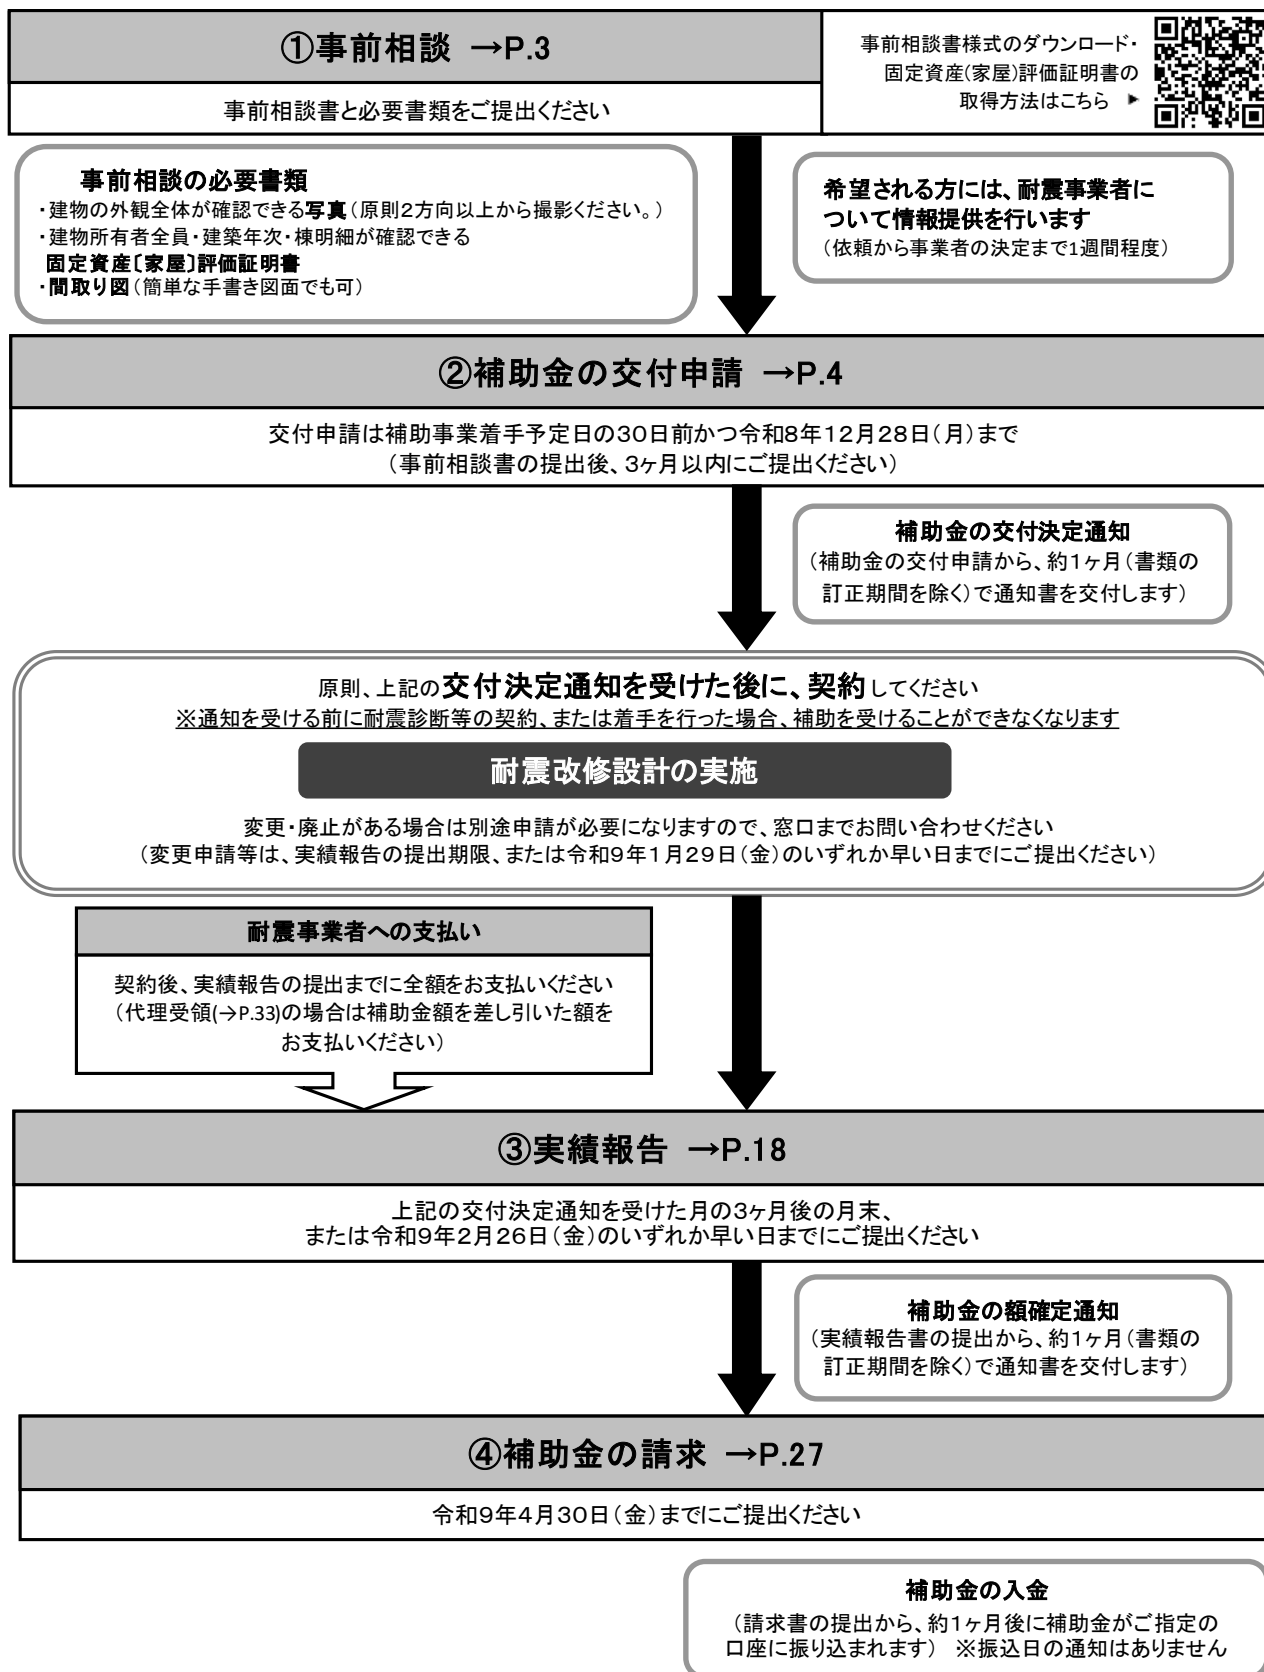 ①事前相談 →P.3
事前相談書と必要書類をご提出ください
事前相談書様式のダウンロード・
固定資産(家屋)評価証明書の
取得方法はこちら ▶
事前相談の必要書類
・建物の外観全体が確認できる写真(原則2方向以上から撮影ください。)
・建物所有者全員・建築年次・棟明細が確認できる
固定資産〔家屋〕評価証明書
・間取り図(簡単な手書き図面でも可)
希望される方には、耐震事業者に
ついて情報提供を行います
(依頼から事業者の決定まで1週間程度)
②補助金の交付申請 →P.4
交付申請は補助事業着手予定日の30日前かつ令和8年12月28日(月)まで
(事前相談書の提出後、3ヶ月以内にご提出ください)
補助金の交付決定通知
(補助金の交付申請から、約1ヶ月(書類の
訂正期間を除く)で通知書を交付します)
原則、上記の交付決定通知を受けた後に、契約してください
※通知を受ける前に耐震診断等の契約、または着手を行った場合、補助を受けることができなくなります
耐震改修設計の実施
変更・廃止がある場合は別途申請が必要になりますので、窓口までお問い合わせください
(変更申請等は、実績報告の提出期限、または令和9年1月29日(金)のいずれか早い日までにご提出ください)
耐震事業者への支払い
契約後、実績報告の提出までに全額をお支払いください
(代理受領(→P.33)の場合は補助金額を差し引いた額を
お支払いください)
③実績報告 →P.18
上記の交付決定通知を受けた月の3ヶ月後の月末、
または令和9年2月26日(金)のいずれか早い日までにご提出ください
補助金の額確定通知
(実績報告書の提出から、約1ヶ月(書類の
訂正期間を除く)で通知書を交付します)
④補助金の請求 →P.27
令和9年4月30日(金)までにご提出ください
補助金の入金
(請求書の提出から、約1ヶ月後に補助金がご指定の
口座に振り込まれます) ※振込日の通知はありません